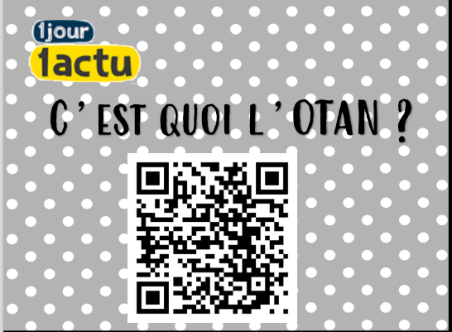 1jour
1actu
C'EST QUOI L'OTAN ?